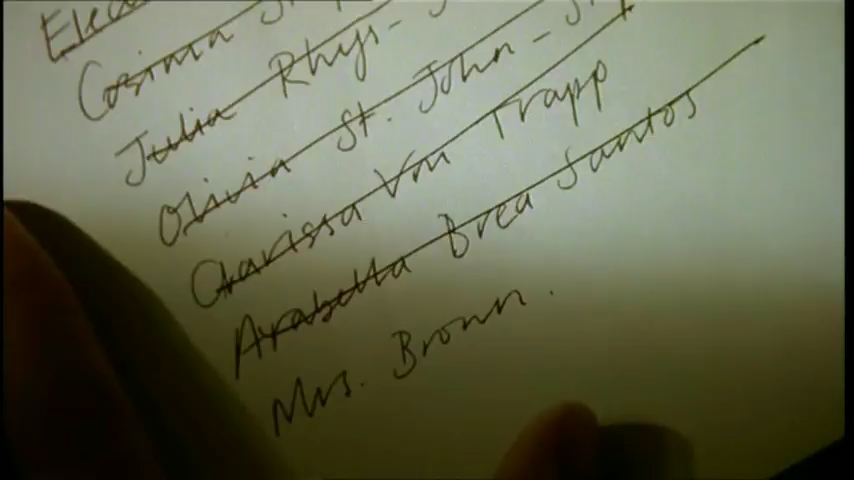 Cosima
Julia Rhys-
Olivia St. John-
Clarissa Von Trapp
Arabella Brea Santos
Mrs. Brown.